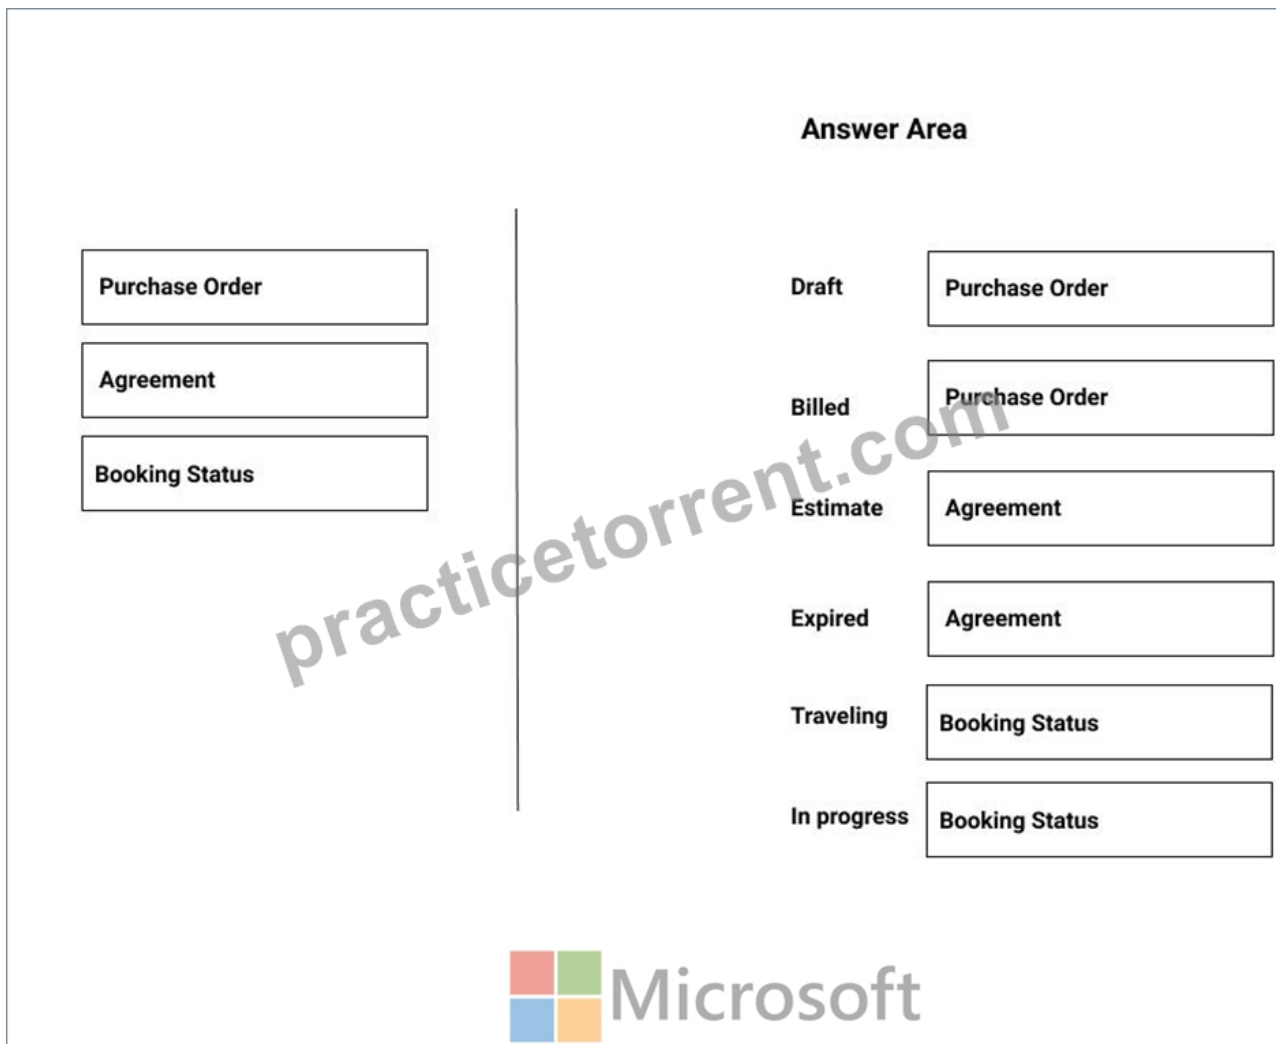 Answer Area
Purchase Order
Agreement
Booking Status
Draft Purchase Order
Billed Purchase Order
Estimate Agreement
Expired Agreement
Traveling Booking Status
In progress Booking Status
practicetorrent.com
Microsoft